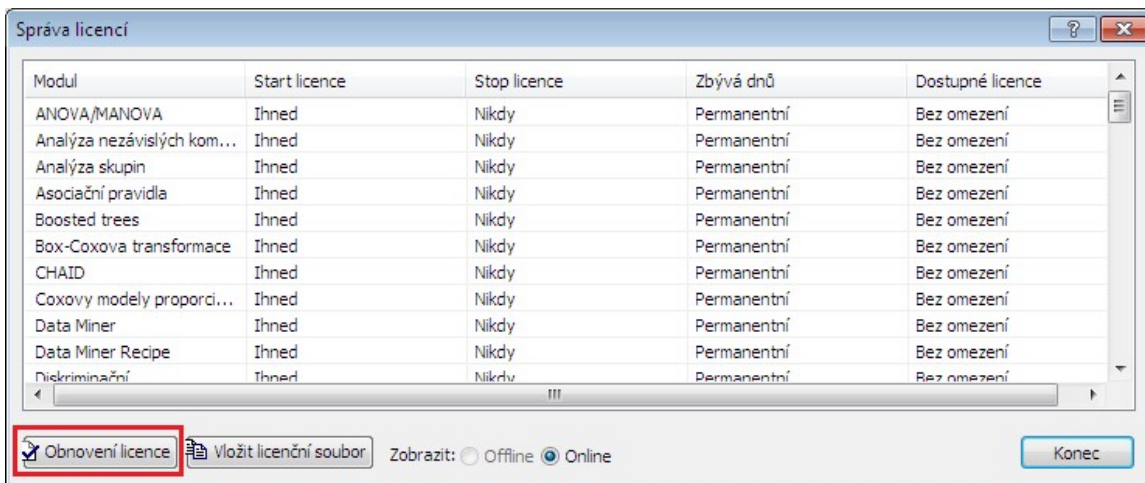 Správa licencí
Modul Start licence Stop licence Zbývá dnů Dostupné licence
ANOVA/MANOVA Ihned Nikdy Permanentní Bez omezení
Analýza nezávislých kom... Ihned Nikdy Permanentní Bez omezení
Analýza skupin Ihned Nikdy Permanentní Bez omezení
Asociační pravidla Ihned Nikdy Permanentní Bez omezení
Boosted trees Ihned Nikdy Permanentní Bez omezení
Box-Coxova transformace Ihned Nikdy Permanentní Bez omezení
CHAID Ihned Nikdy Permanentní Bez omezení
Coxovy modely proporci... Ihned Nikdy Permanentní Bez omezení
Data Miner Ihned Nikdy Permanentní Bez omezení
Data Miner Recipe Ihned Nikdy Permanentní Bez omezení
Diskriminační Ihned Nikdy Permanentní Bez omezení
Obnovení licence Vložit licenční soubor Zobrazit: Offline Online Konec